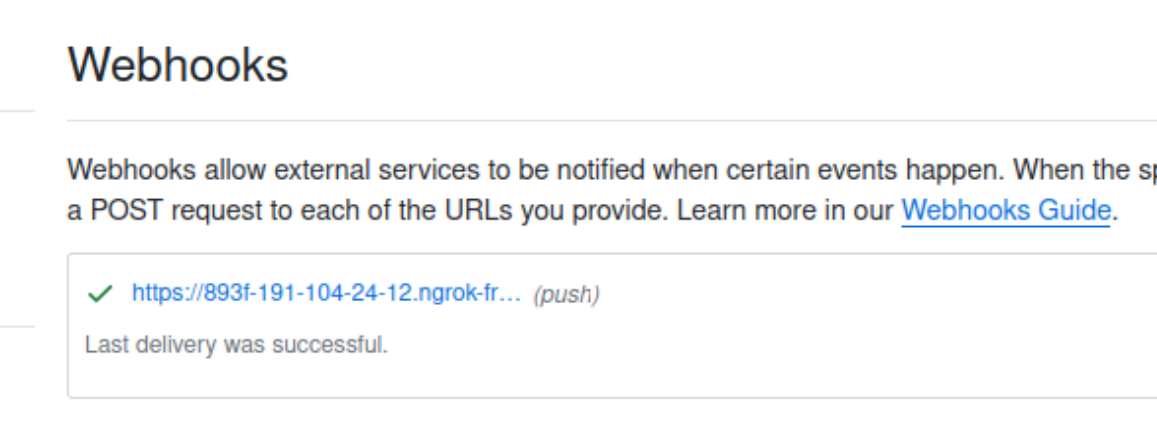 Webhooks
Webhooks allow external services to be notified when certain events happen. When the sp
a POST request to each of the URLs you provide. Learn more in our Webhooks Guide.
https://893f-191-104-24-12.ngrok-fr… (push)
Last delivery was successful.